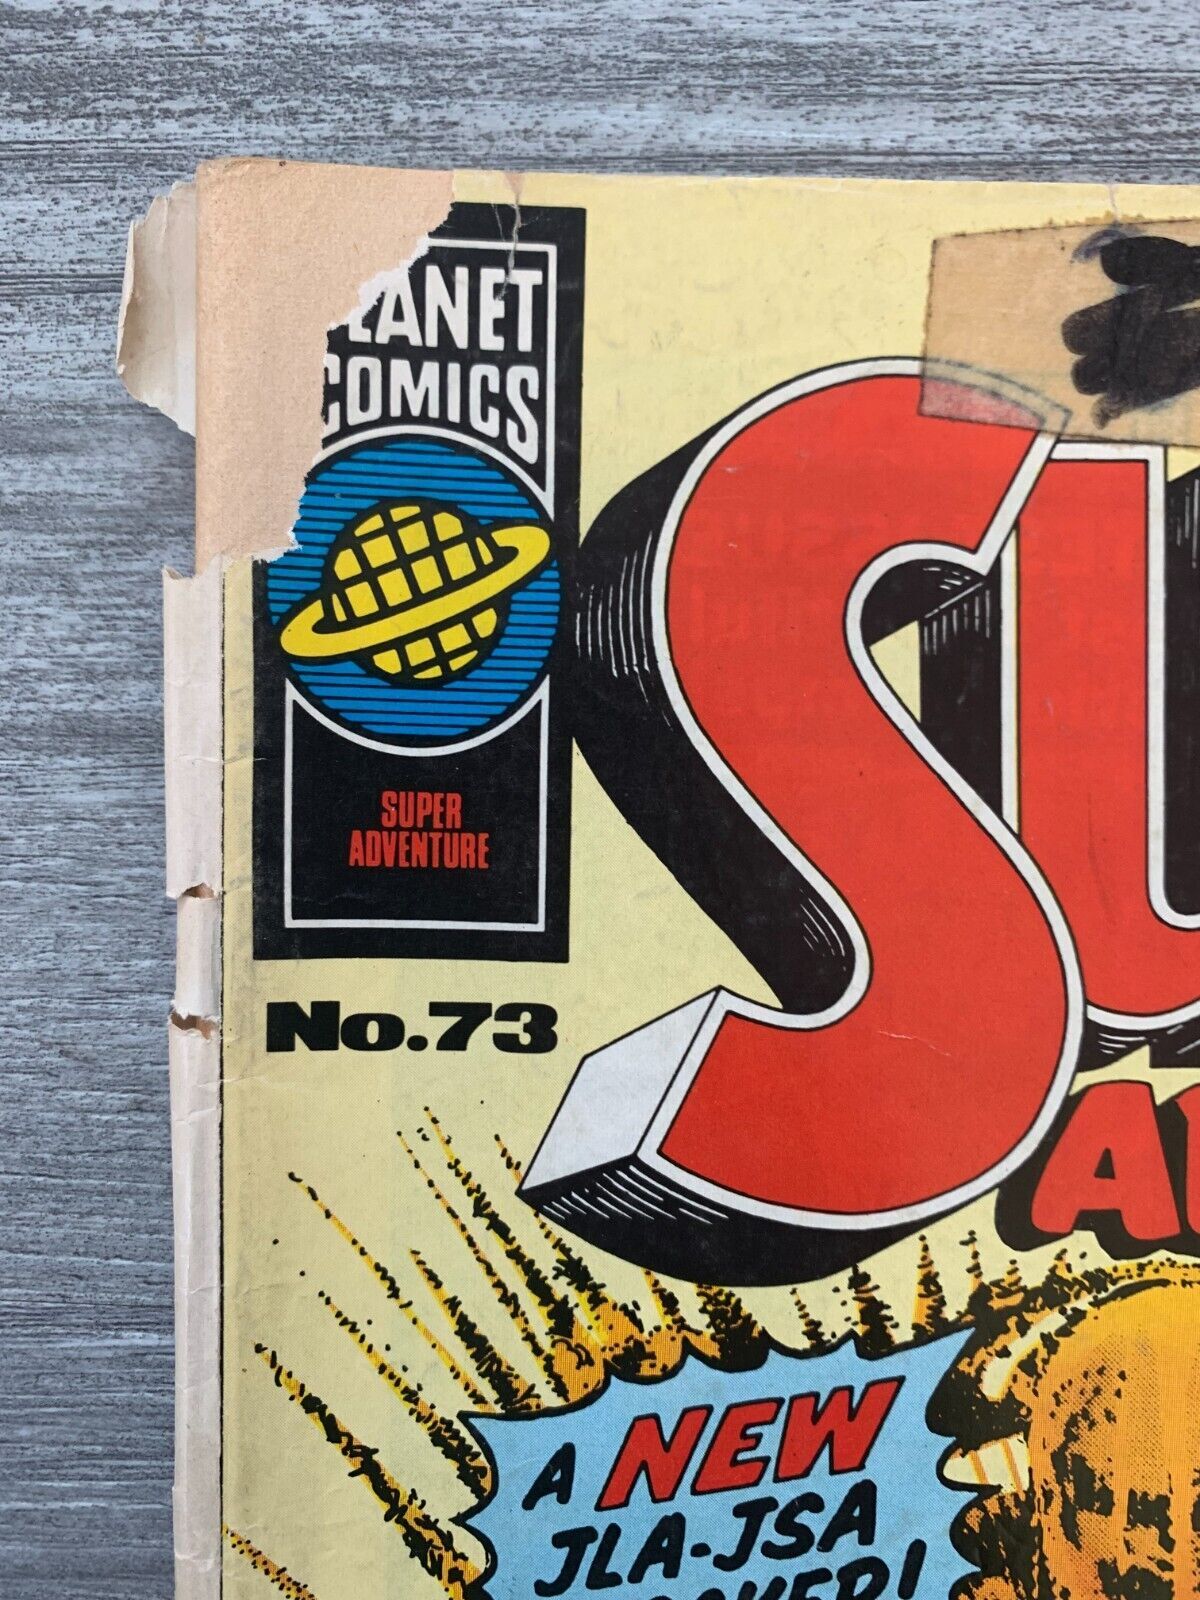 LANET
COMICS
SUPER
ADVENTURE
No.73
SU
A NEW
JLA-JSA